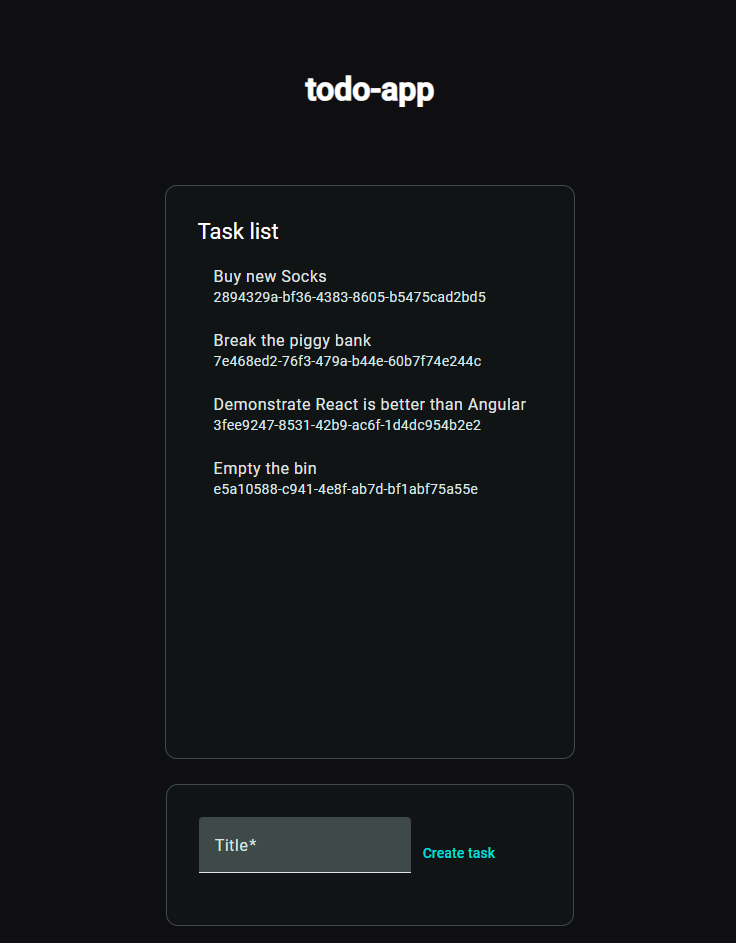 todo-app
Task list
Buy new Socks
2894329a-bf36-4383-8605-b5475cad2bd5
Break the piggy bank
7e468ed2-76f3-479a-b44e-60b7f74e244c
Demonstrate React is better than Angular
3fee9247-8531-42b9-ac6f-1d4dc954b2e2
Empty the bin
e5a10588-c941-4e8f-ab7d-bf1abf75a55e
Title*
Create task